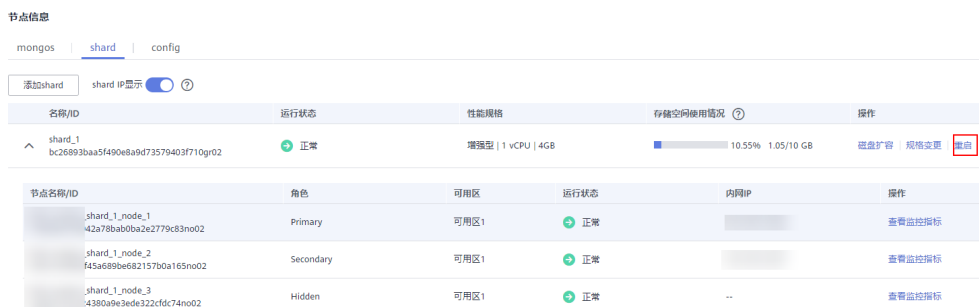 节点信息
mongos shard config
添加shard shard IP显示
名称/ID 运行状态 性能规格 存储空间使用情况 操作
shard_1
bc26893baa5f490e8a9d73579403f710gr02
正常 增强型 | 1 vCPU | 4GB 10.55% 1.05/10 GB 磁盘扩容 规格变更 重启
节点名称/ID 角色 可用区 运行状态 内网IP 操作
_shard_1_node_1
42a78bab0ba2e2779c83no02
Primary 可用区1 正常 查看监控指标
_shard_1_node_2
f45a689be682157b0a165no02
Secondary 可用区1 正常 查看监控指标
_shard_1_node_3
4380a9e3ede322cfdc74no02
Hidden 可用区1 正常 -- 查看监控指标